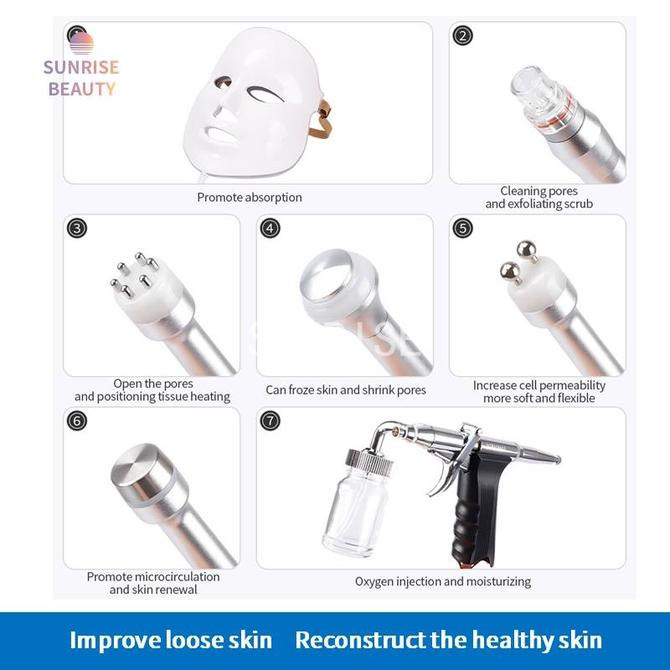 SUNRISE
BEAUTY
1
2
Promote absorption
Cleaning pores
and exfoliating scrub
3
4
5
Open the pores
and positioning tissue heating
Can froze skin and shrink pores
Increase cell permeability
more soft and flexible
6
7
Promote microcirculation
and skin renewal
Oxygen injection and moisturizing
Improve loose skin Reconstruct the healthy skin